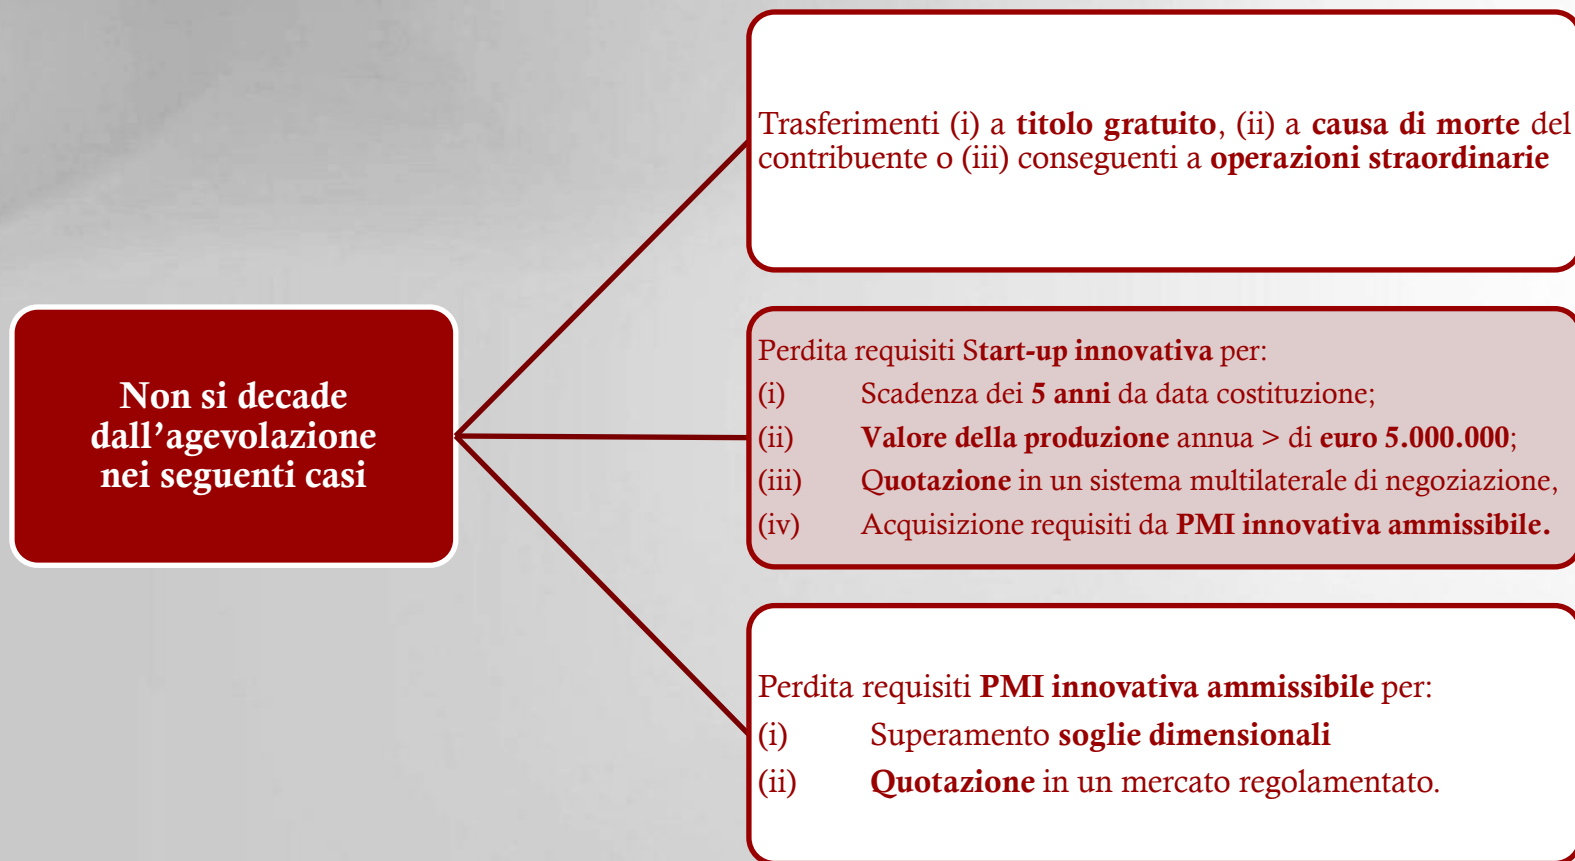 Non si decade
dall’agevolazione
nei seguenti casi
Trasferimenti (i) a titolo gratuito, (ii) a causa di morte del
contribuente o (iii) conseguenti a operazioni straordinarie
Perdita requisiti Start-up innovativa per:
(i) Scadenza dei 5 anni da data costituzione;
(ii) Valore della produzione annua > di euro 5.000.000;
(iii) Quotazione in un sistema multilaterale di negoziazione,
(iv) Acquisizione requisiti da PMI innovativa ammissibile.
Perdita requisiti PMI innovativa ammissibile per:
(i) Superamento soglie dimensionali
(ii) Quotazione in un mercato regolamentato.